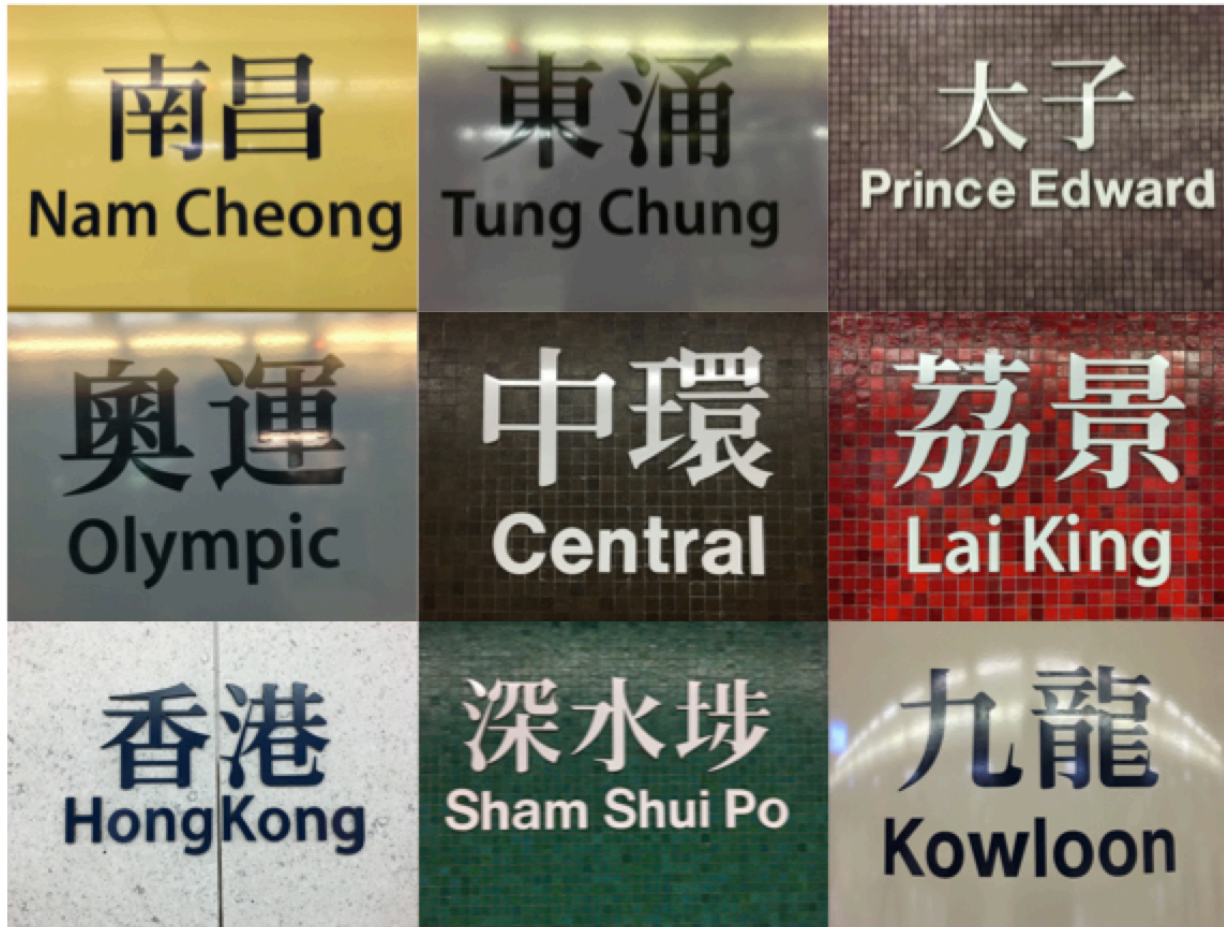 南昌
Nam Cheong
東涌
Tung Chung
太子
Prince Edward
奧運
Olympic
中環
Central
荔景
Lai King
香港
HongKong
深水埗
Sham Shui Po
九龍
Kowloon